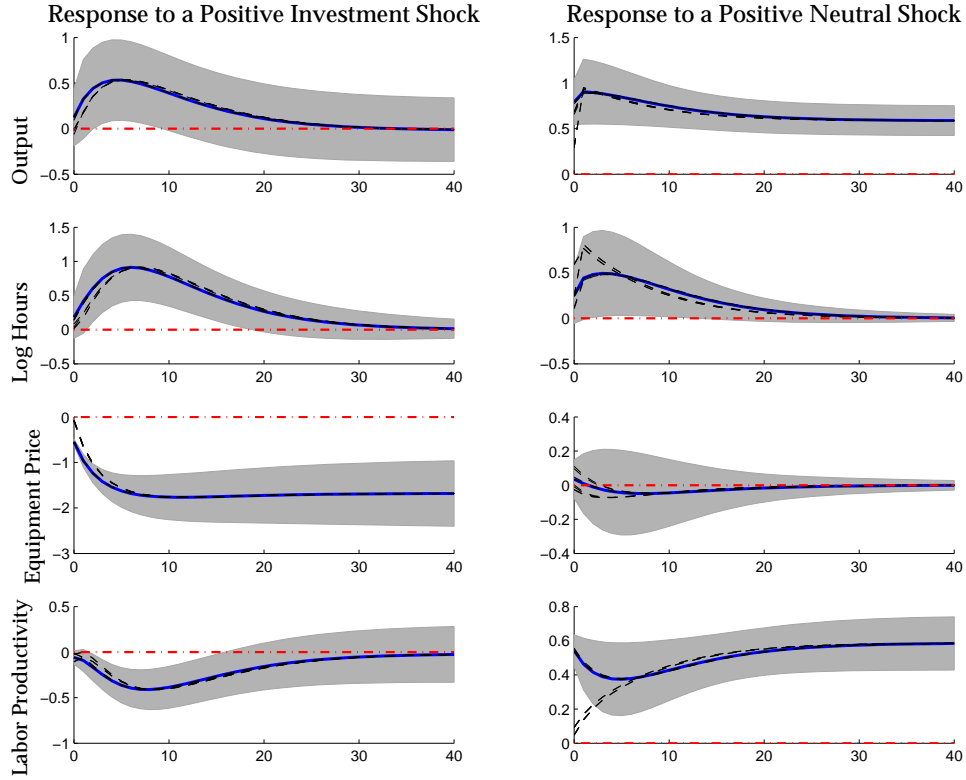 Response to a Positive Investment Shock
Response to a Positive Neutral Shock
Output
1
0.5
0
−0.5
0 10 20 30 40
1.5
1
0.5
0
0 10 20 30 40
Log Hours
1.5
1
0.5
0
−0.5
0 10 20 30 40
1
0.5
0
0.5
0 10 20 30 40
Equipment Price
0
−1
−2
−3
0 10 20 30 40
0.4
0.2
0
−0.2
−0.4
0 10 20 30 40
Labor Productivity
0.5
0
−0.5
−1
0 10 20 30 40
0.8
0.6
0.4
0.2
0
0 10 20 30 40